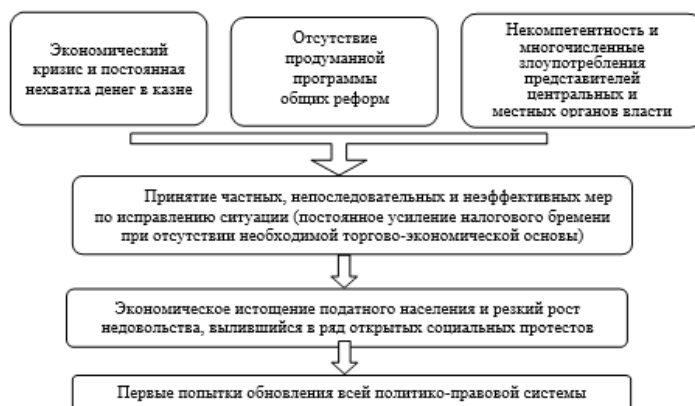 Экономический
кризис и постоянная
нехватка денег в казне
Отсутствие
продуманной
программы
общих реформ
Некомпетентность и
многочисленные
злоупотребления
представителей
центральных и
местных органов власти
Принятие частных, непоследовательных и неэффективных мер
по исправлению ситуации (постоянное усиление налогового бремени
при отсутствии необходимой торгово-экономической основы)
Экономическое истощение податного населения и резкий рост
недовольства, вылившийся в ряд открытых социальных протестов
Первые попытки обновления всей политико-правовой системы